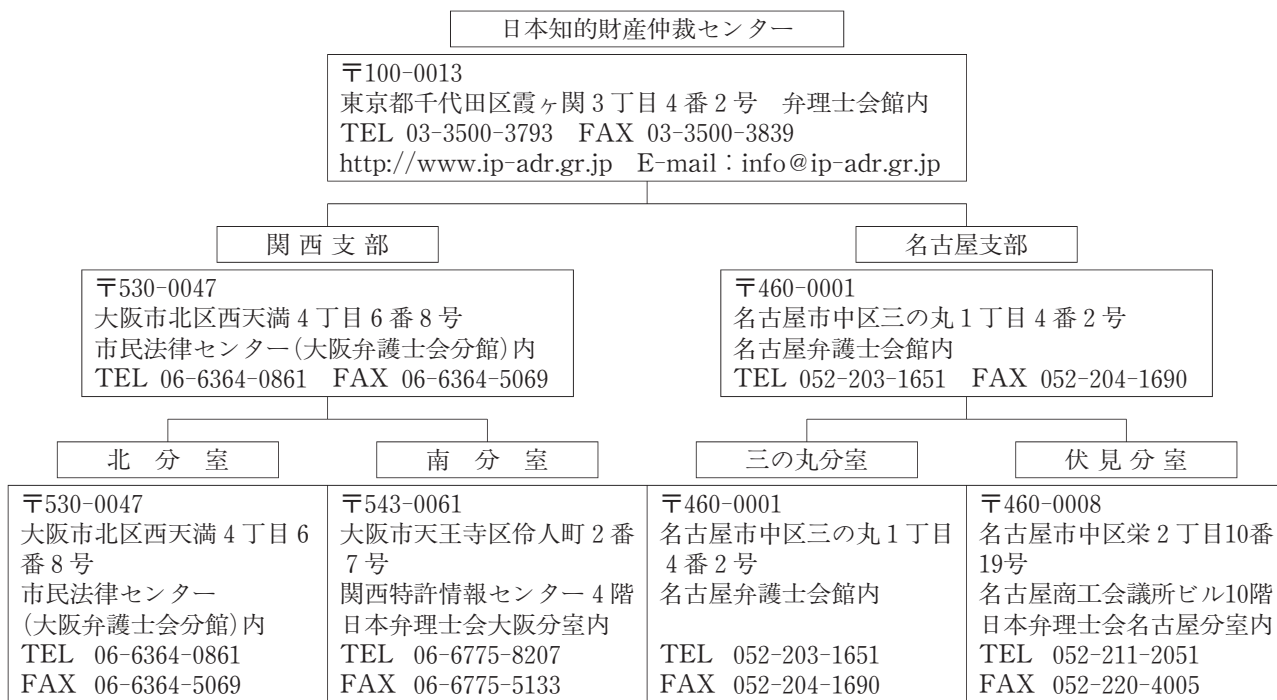 日本知的財産仲裁センター
〒100-0013
東京都千代田区霞ヶ関3丁目4番2号　弁理士会館内
TEL 03-3500-3793　FAX 03-3500-3839
http://www.ip-adr.gr.jp　E-mail：info@ip-adr.gr.jp
関西支部
〒530-0047
大阪市北区西天満4丁目6番8号
市民法律センター(大阪弁護士会分館)内
TEL 06-6364-0861　FAX 06-6364-5069
名古屋支部
〒460-0001
名古屋市中区三の丸1丁目4番2号
名古屋弁護士会館内
TEL 052-203-1651　FAX 052-204-1690
北分室
〒530-0047
大阪市北区西天満4丁目6
番8号
市民法律センター
(大阪弁護士会分館)内
TEL 06-6364-0861
FAX 06-6364-5069
南分室
〒543-0061
大阪市天王寺区伶人町2番
7号
関西特許情報センター4階
日本弁理士会大阪分室内
TEL 06-6775-8207
FAX 06-6775-5133
三の丸分室
〒460-0001
名古屋市中区三の丸1丁目
4番2号
名古屋弁護士会館内
TEL 052-203-1651
FAX 052-204-1690
伏見分室
〒460-0008
名古屋市中区栄2丁目10番
19号
名古屋商工会議所ビル10階
日本弁理士会名古屋分室内
TEL 052-211-2051
FAX 052-220-4005